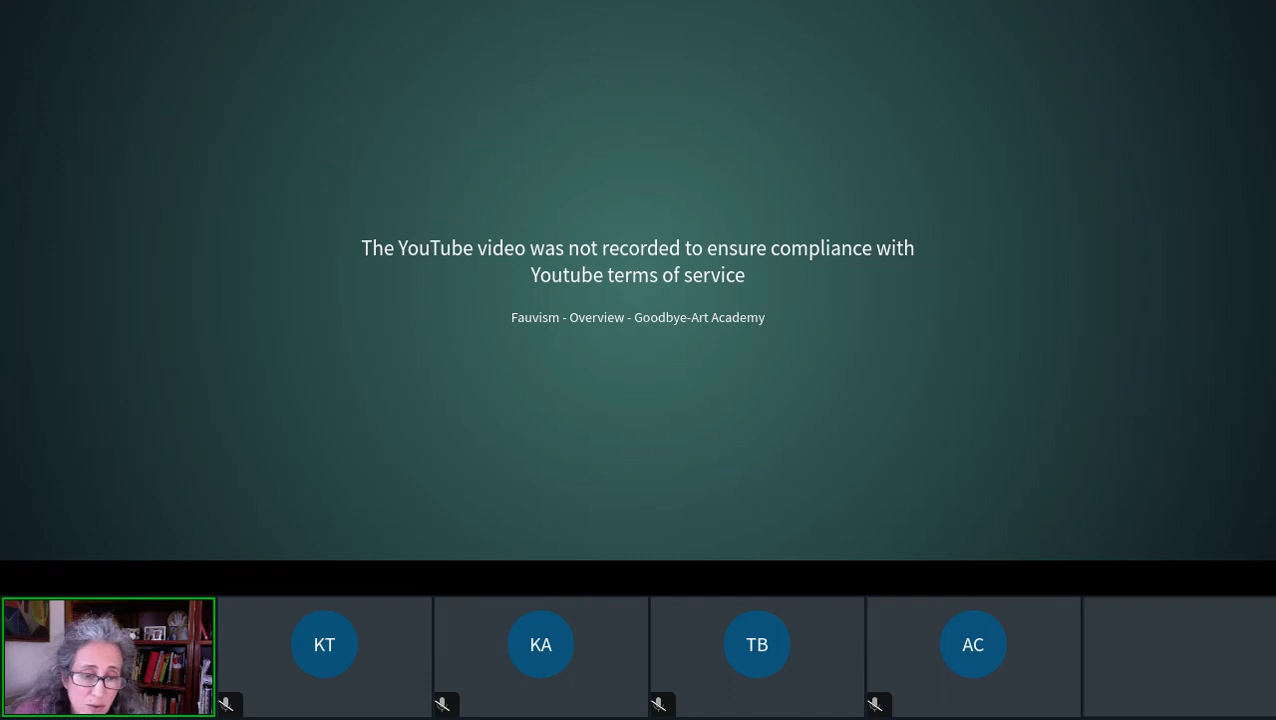 The YouTube video was not recorded to ensure compliance with
Youtube terms of service
Fauvism - Overview - Goodbye-Art Academy
KT
KA
TB
AC